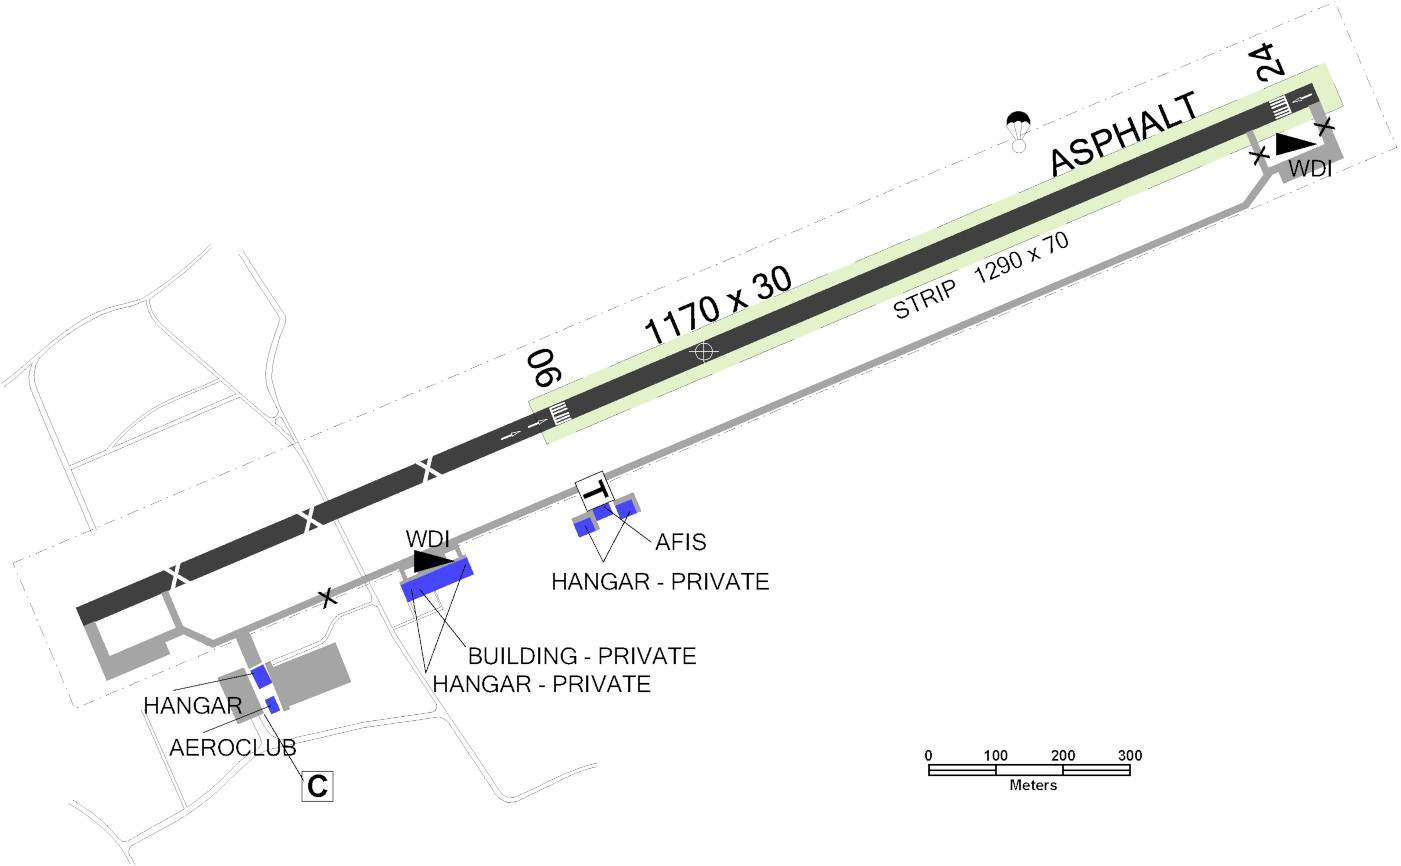 24
ASPHALT
WDI
1170 x 30
STRIP 1290 x 70
06
T
AFIS
HANGAR - PRIVATE
WDI
BUILDING - PRIVATE
HANGAR - PRIVATE
HANGAR
AEROCLUB
C
0 100 200 300
Meters